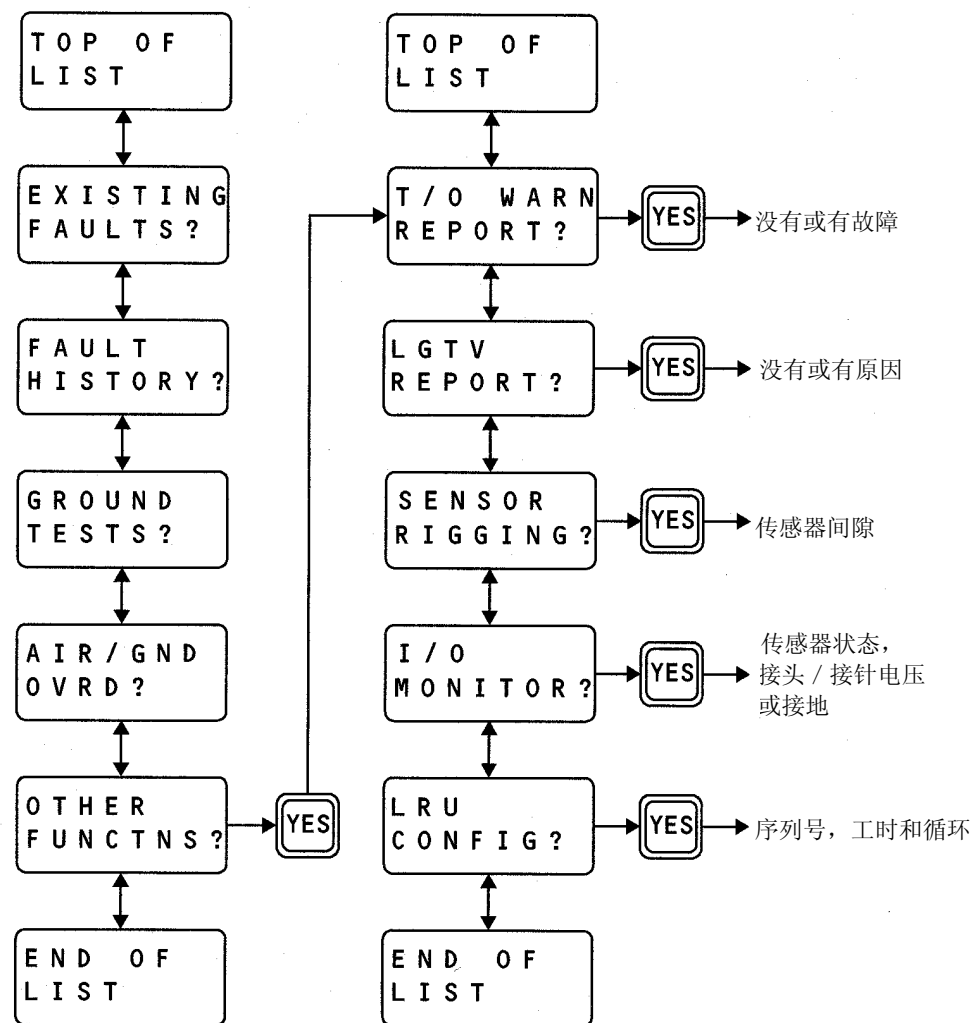 TOP OF
LIST
EXISTING
FAULTS?
FAULT
HISTORY?
GROUND
TESTS?
AIR/GND
OVRD?
OTHER
FUNCTNS?
YES
END OF
LIST
TOP OF
LIST
T/O WARN
REPORT?
YES
没有或有故障
LGTV
REPORT?
YES
没有或有原因
SENSOR
RIGGING?
YES
传感器间隙
I/O
MONITOR?
YES
传感器状态，
接头/接针电压
或接地
LRU
CONFIG?
YES
序列号，工时和循环
END OF
LIST